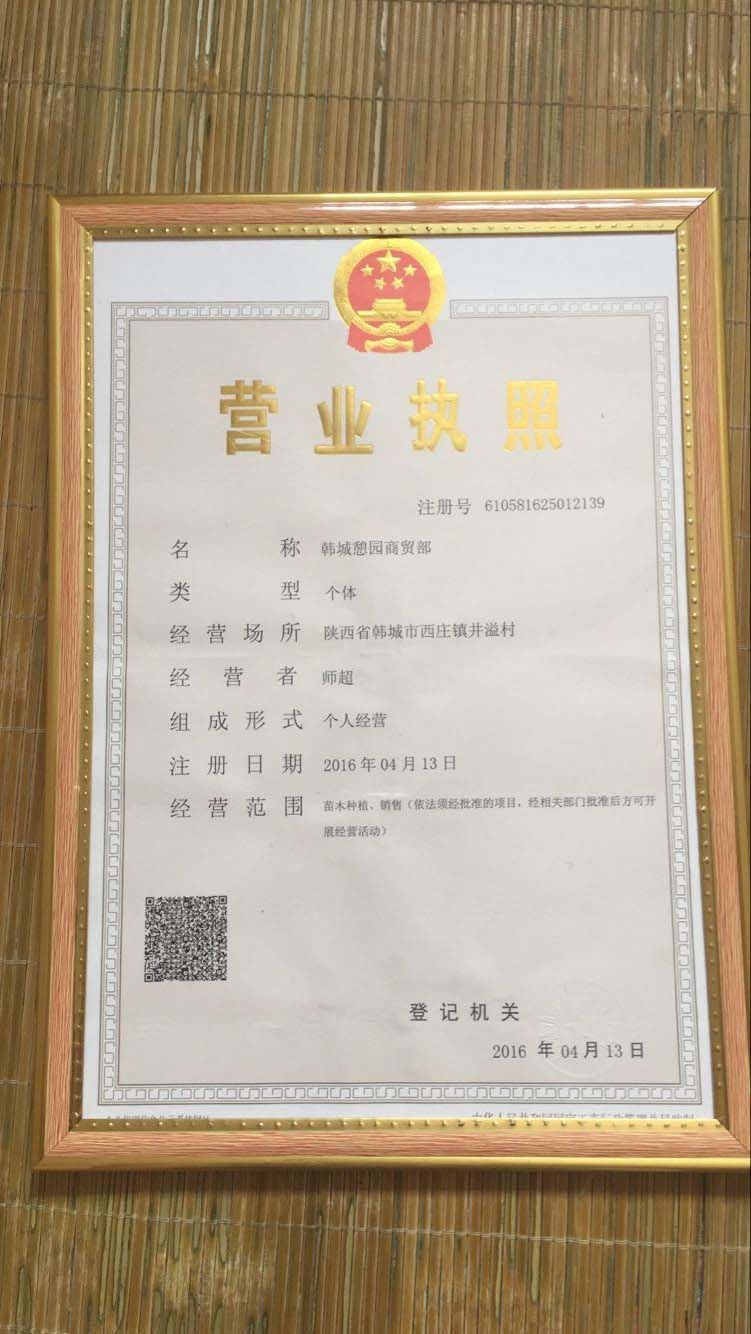 营业执照
注册号 610581625012139
名称 韩城憩园商贸部
类型 个体
经营场所 陕西省韩城市西庄镇井溢村
经营者 师超
组成形式 个人经营
注册日期 2016年04月13日
经营范围 苗木种植、销售（依法须经批准的项目，经相关部门批准后方可开
展经营活动）
登记机关
2016 年 04 月 13 日